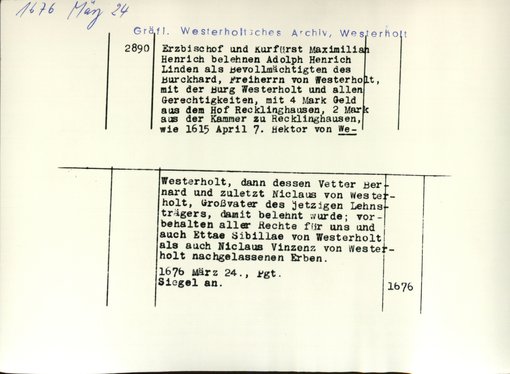 1676 März 24
Gräfl. Westerholtsches Archiv, Westerholt
2890 Erzbischof und Kurfürst Maximilian
Henrich belehnen Adolph Henrich
Linden als Bevollmächtigten des
Burckhard, Freiherrn von Westerholt,
mit der Burg Westerholt und allen
Gerechtigkeiten, mit 4 Mark Geld
aus dem Hof Recklinghausen, 2 Mark
aus der Kammer zu Recklinghausen,
wie 1615 April 7. Hektor von We-
Westerholt, dann dessen Vetter Ber-
nard und zuletzt Niclaus von Wester-
holt, Großvater des jetzigen Lehns-
trägers, damit belehnt wurde; vor-
behalten aller Rechte für uns und
auch Ettae Sibillae von Westerholt
als auch Niclaus Vinzenz von Wester-
holt nachgelassenen Erben.
1676 März 24., Pgt.
Siegel an.
1676